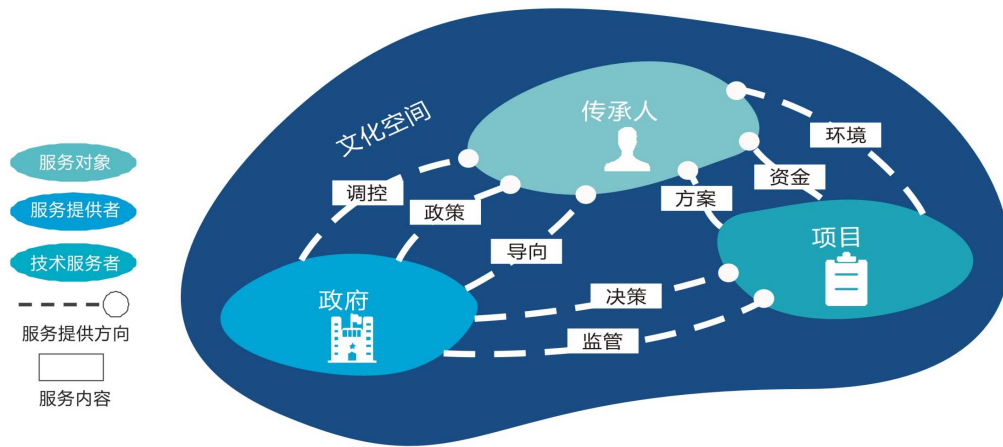 服务对象
服务提供者
技术服务者
服务提供方向
服务内容
文化空间
传承人
环境
资金
方案
调控
政策
导向
项目
政府
决策
监管